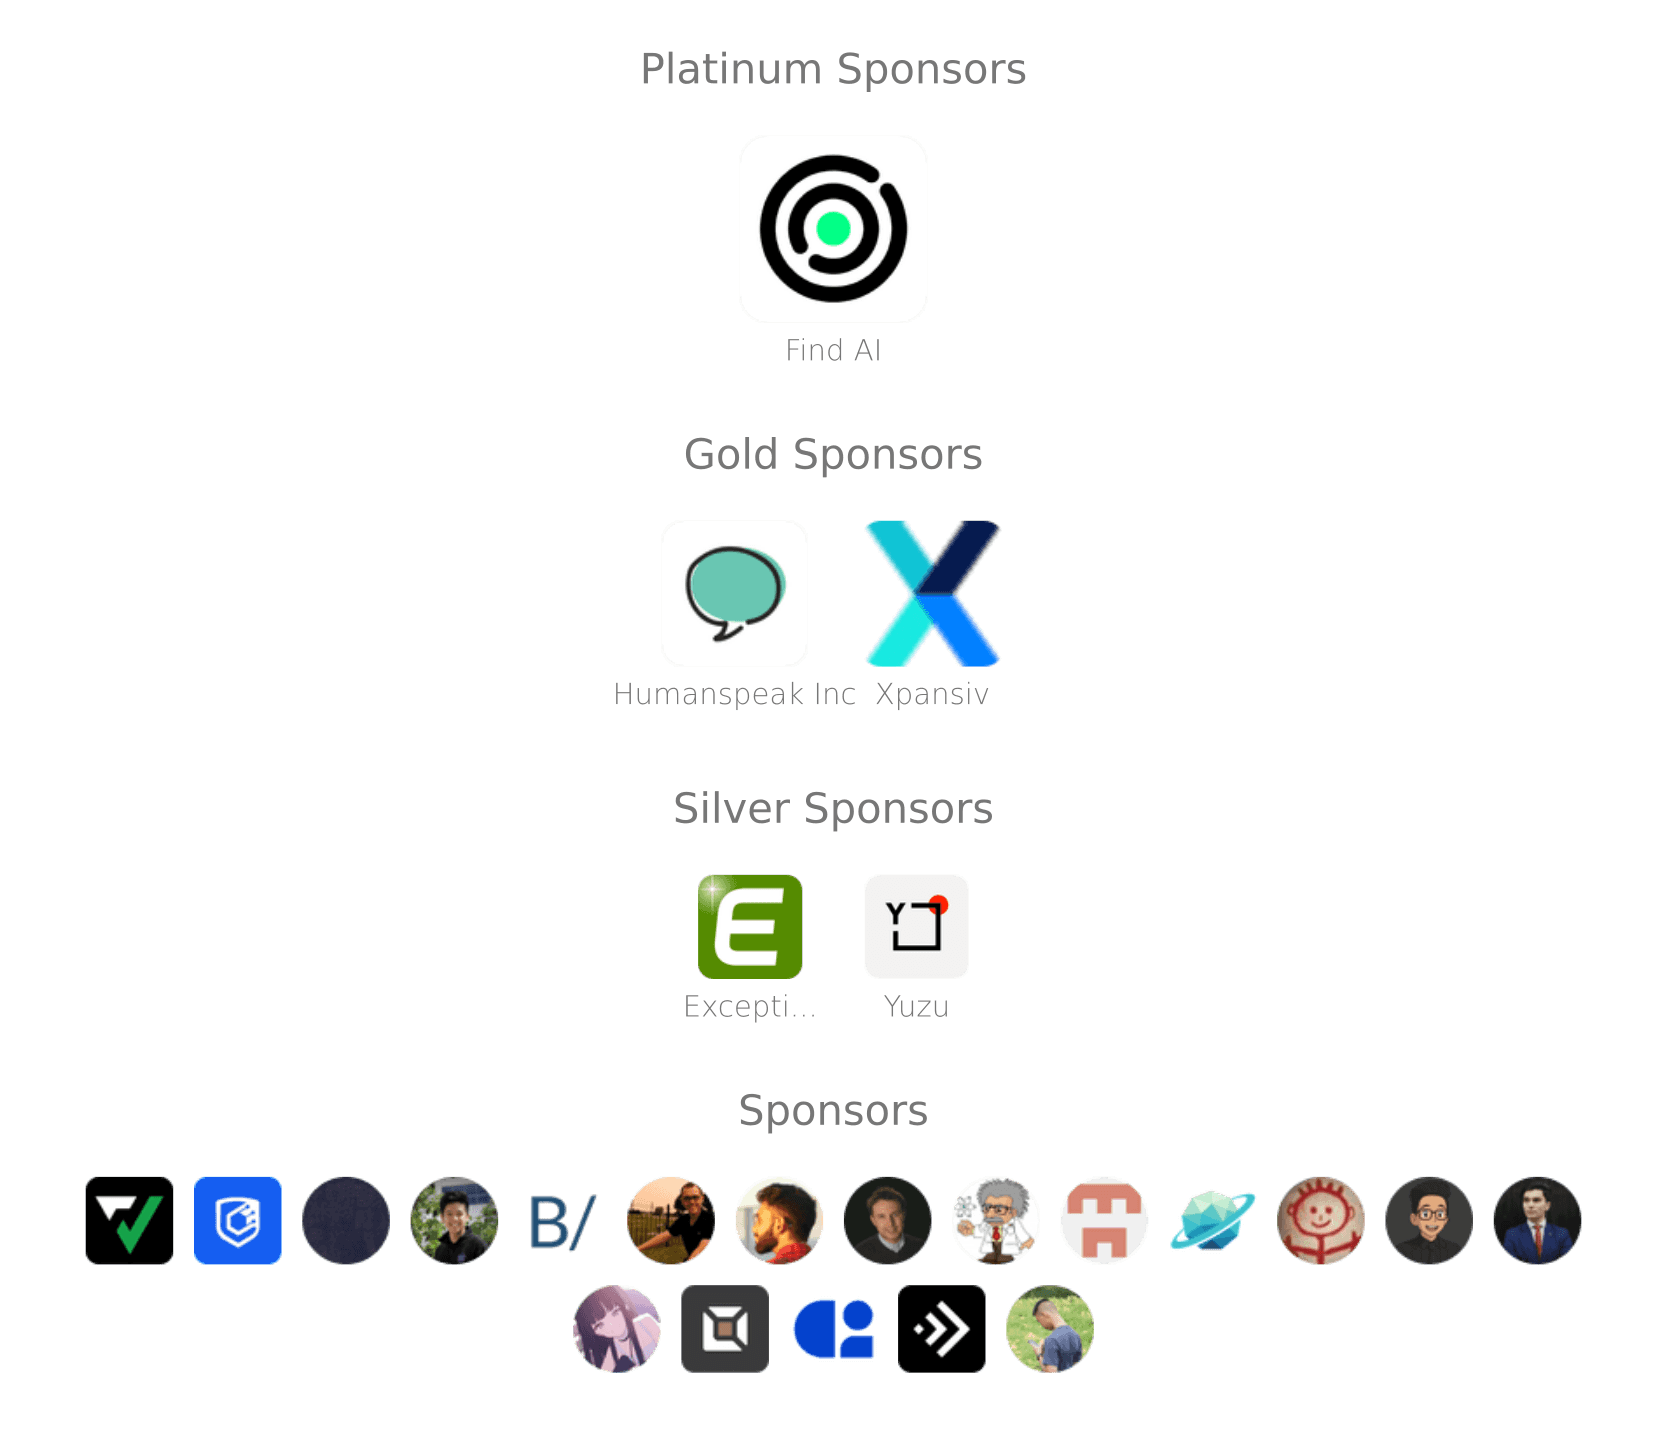 Platinum Sponsors
Find AI
Gold Sponsors
Humanspeak Inc Xpansiv
Silver Sponsors
E Y
Excepti... Yuzu
Sponsors
B/